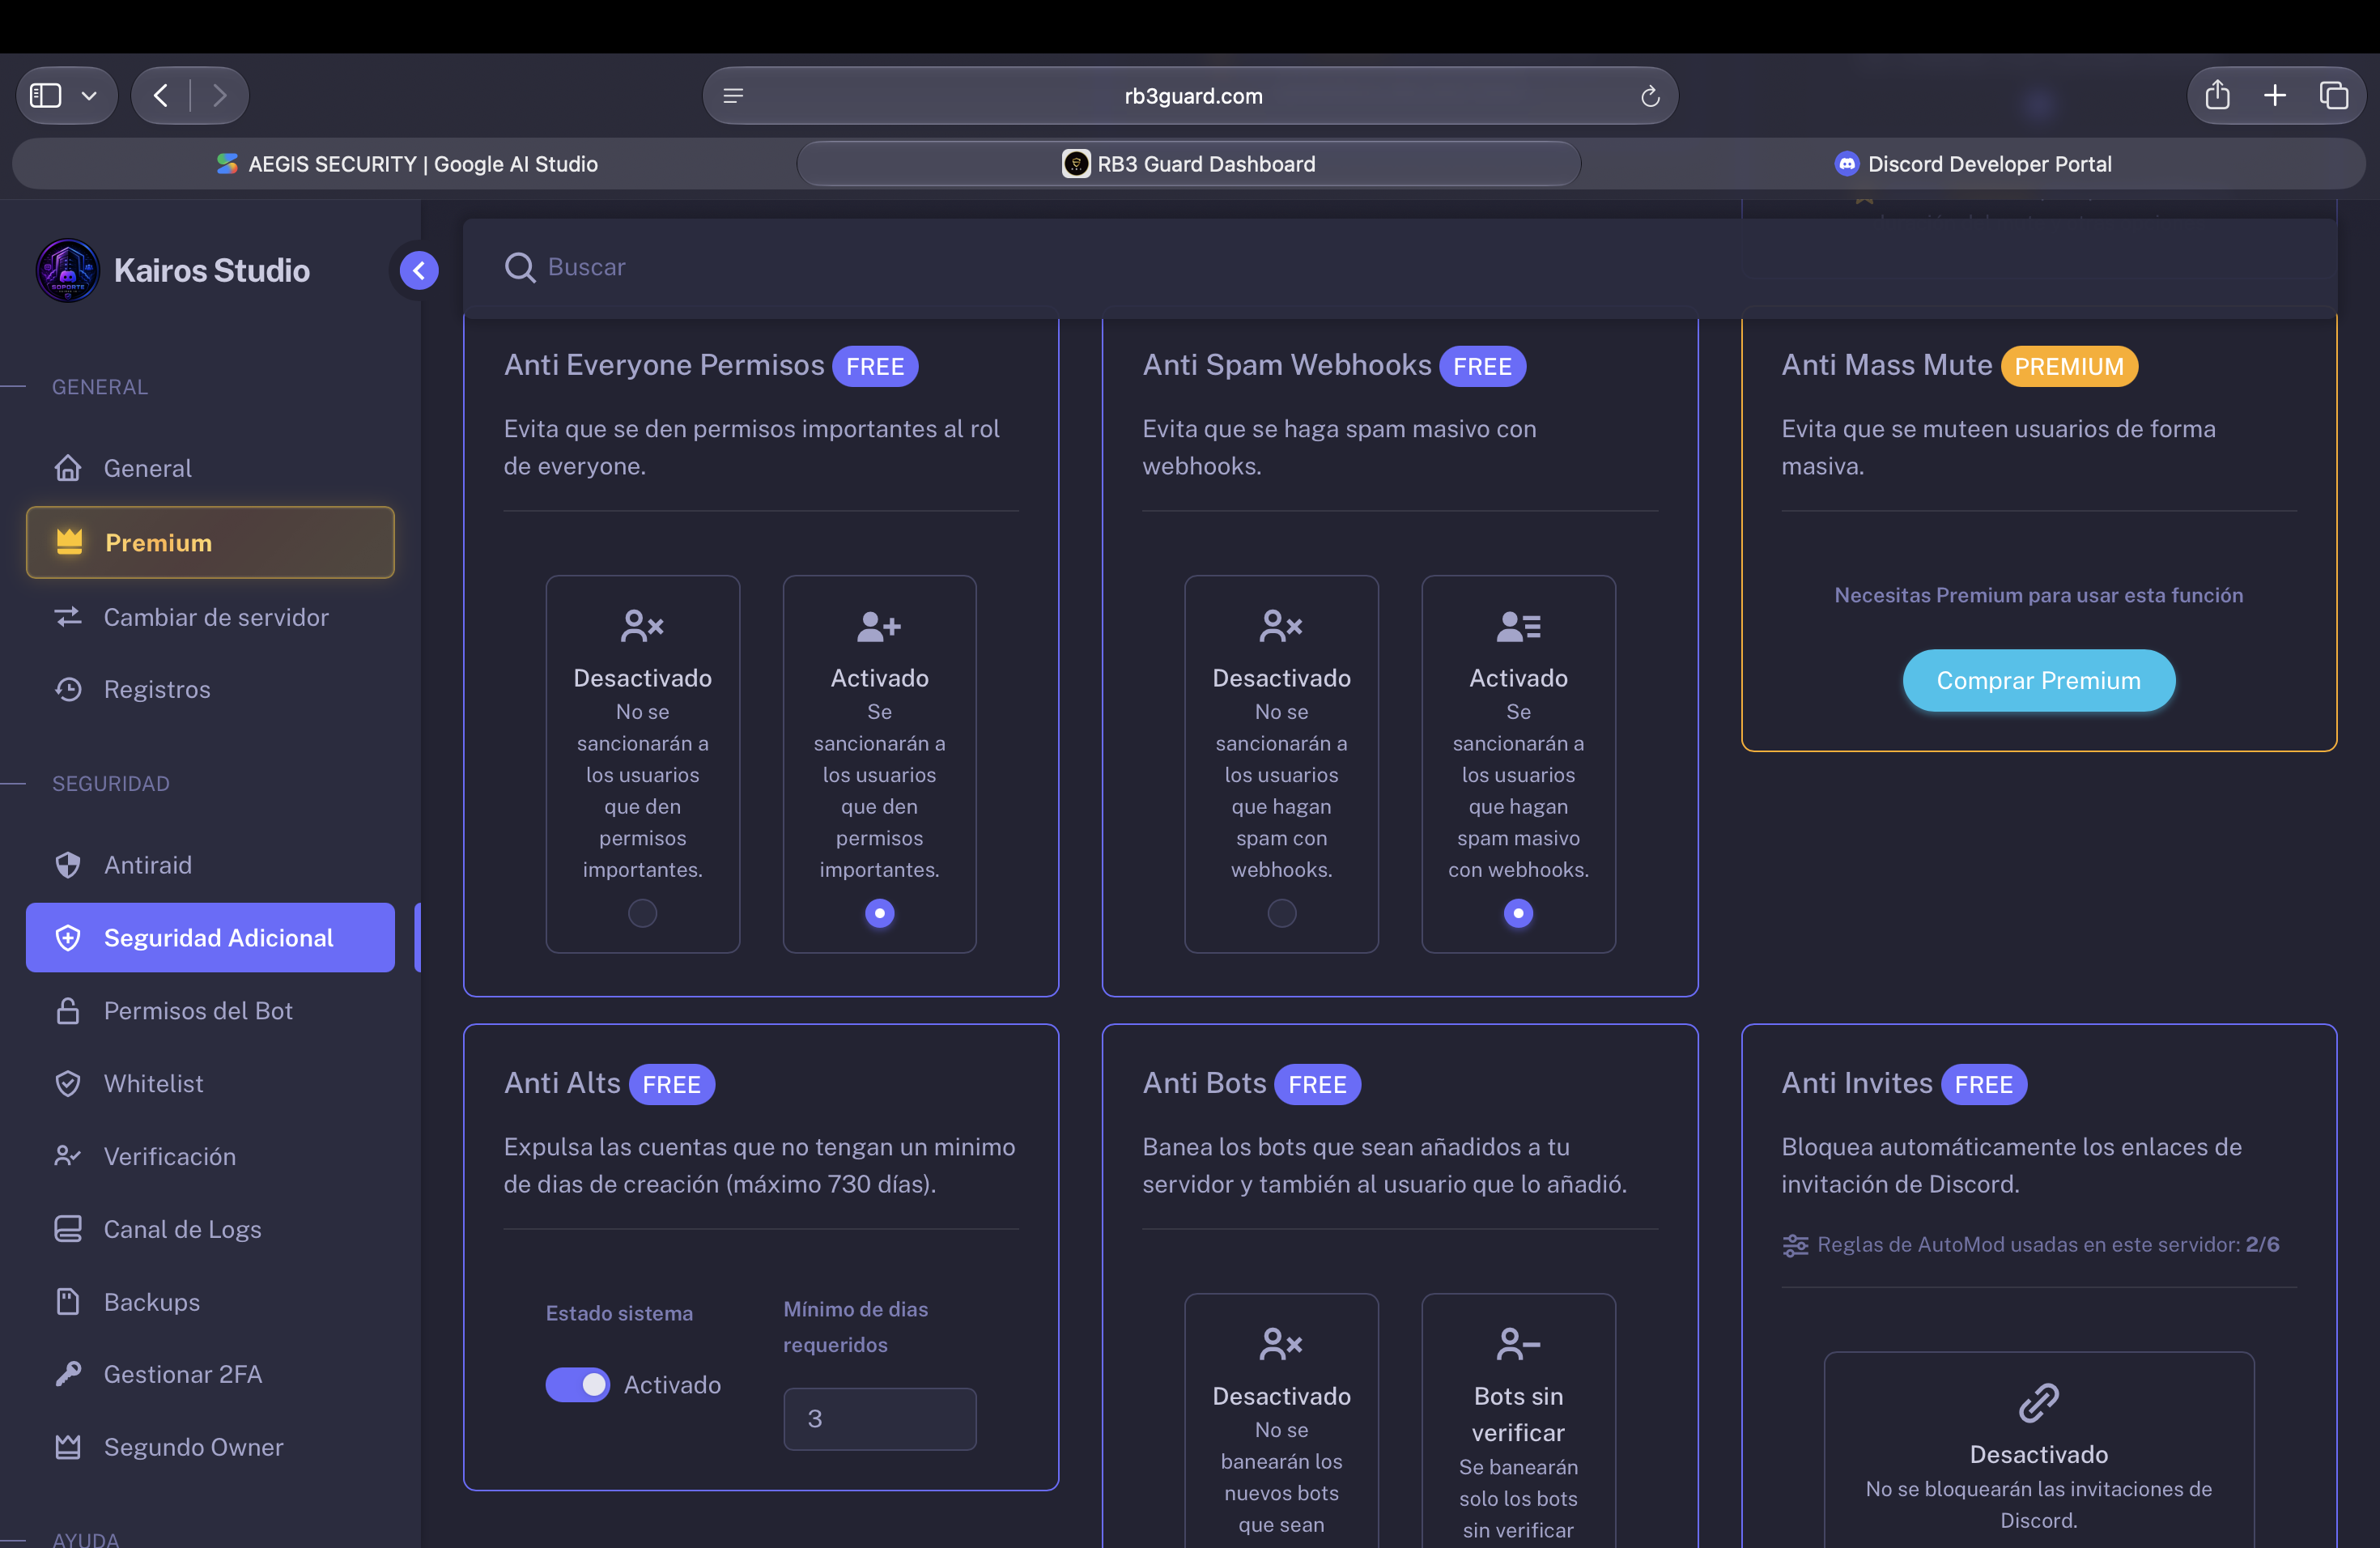 rb3guard.com
AEGIS SECURITY | Google AI Studio
RB3 Guard Dashboard
Discord Developer Portal
Kairos Studio
SOPORTE
GENERAL
General
Premium
Cambiar de servidor
Registros
SEGURIDAD
Antiraid
Seguridad Adicional
Permisos del Bot
Whitelist
Verificación
Canal de Logs
Backups
Gestionar 2FA
Segundo Owner
AYUDA
Buscar
Anti Everyone Permisos FREE
Evita que se den permisos importantes al rol
de everyone.
Desactivado
No se
sancionarán a
los usuarios
que den
permisos
importantes.
Activado
Se
sancionarán a
los usuarios
que den
permisos
importantes.
Anti Spam Webhooks FREE
Evita que se haga spam masivo con
webhooks.
Desactivado
No se
sancionarán a
los usuarios
que hagan
spam con
webhooks.
Activado
Se
sancionarán a
los usuarios
que hagan
spam masivo
con webhooks.
Anti Mass Mute PREMIUM
Evita que se muteen usuarios de forma
masiva.
Necesitas Premium para usar esta función
Comprar Premium
Anti Alts FREE
Expulsa las cuentas que no tengan un minimo
de dias de creación (máximo 730 días).
Estado sistema
Activado
Mínimo de dias
requeridos
3
Anti Bots FREE
Banea los bots que sean añadidos a tu
servidor y también al usuario que lo añadió.
Desactivado
No se
banearán los
nuevos bots
que sean
Bots sin
verificar
Se banearán
solo los bots
sin verificar
Anti Invites FREE
Bloquea automáticamente los enlaces de
invitación de Discord.
Reglas de AutoMod usadas en este servidor: 2/6
Desactivado
No se bloquearán las invitaciones de
Discord.